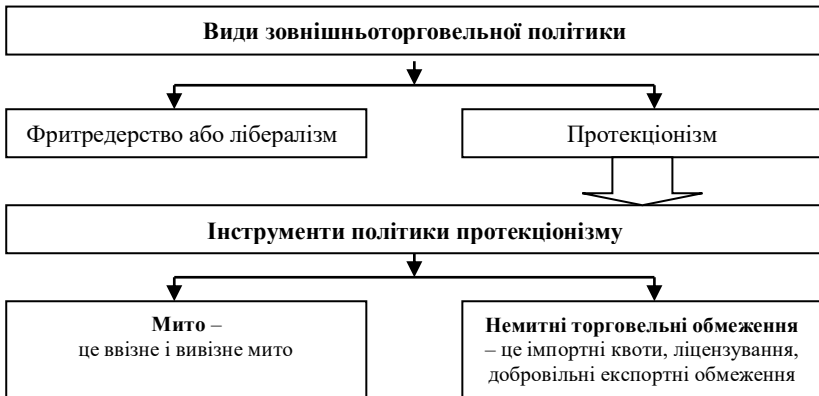 Види зовнішньоторговельної політики
Фритредерство або лібералізм
Протекціонізм
Інструменти політики протекціонізму
Мито –
це ввізне і вивізне мито
Немитні торговельні обмеження
– це імпортні квоти, ліцензування,
добровільні експортні обмеження